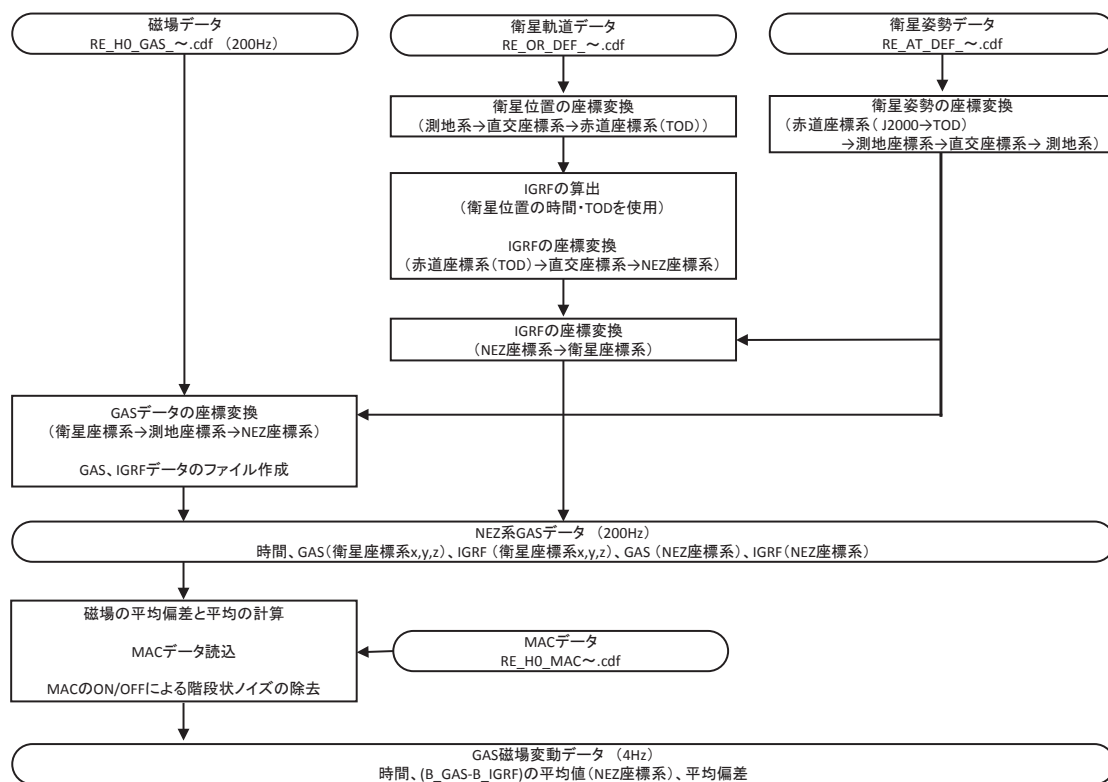 磁場データ
RE_H0_GAS_～.cdf （200Hz）
衛星軌道データ
RE_OR_DEF_～.cdf
衛星姿勢データ
RE_AT_DEF_～.cdf
衛星位置の座標変換
（測地系→直交座標系→赤道座標系（TOD））
衛星姿勢の座標変換
（赤道座標系（J2000→TOD）
→測地座標系→直交座標系→ 測地系）
IGRFの算出
（衛星位置の時間・TODを使用）
IGRFの座標変換
（赤道座標系（TOD）→直交座標系→NEZ座標系）
IGRFの座標変換
（NEZ座標系→衛星座標系）
GASデータの座標変換
（衛星座標系→測地座標系→NEZ座標系）
GAS、IGRFデータのファイル作成
NEZ系GASデータ （200Hz）
時間、GAS（衛星座標系x,y,z）、IGRF （衛星座標系x,y,z）、GAS （NEZ座標系）、IGRF（NEZ座標系）
磁場の平均偏差と平均の計算
MACデータ読込
MACのON/OFFによる階段状ノイズの除去
MACデータ
RE_H0_MAC～.cdf
GAS磁場変動データ （4Hz）
時間、（B_GAS-B_IGRF）の平均値（NEZ座標系）、平均偏差